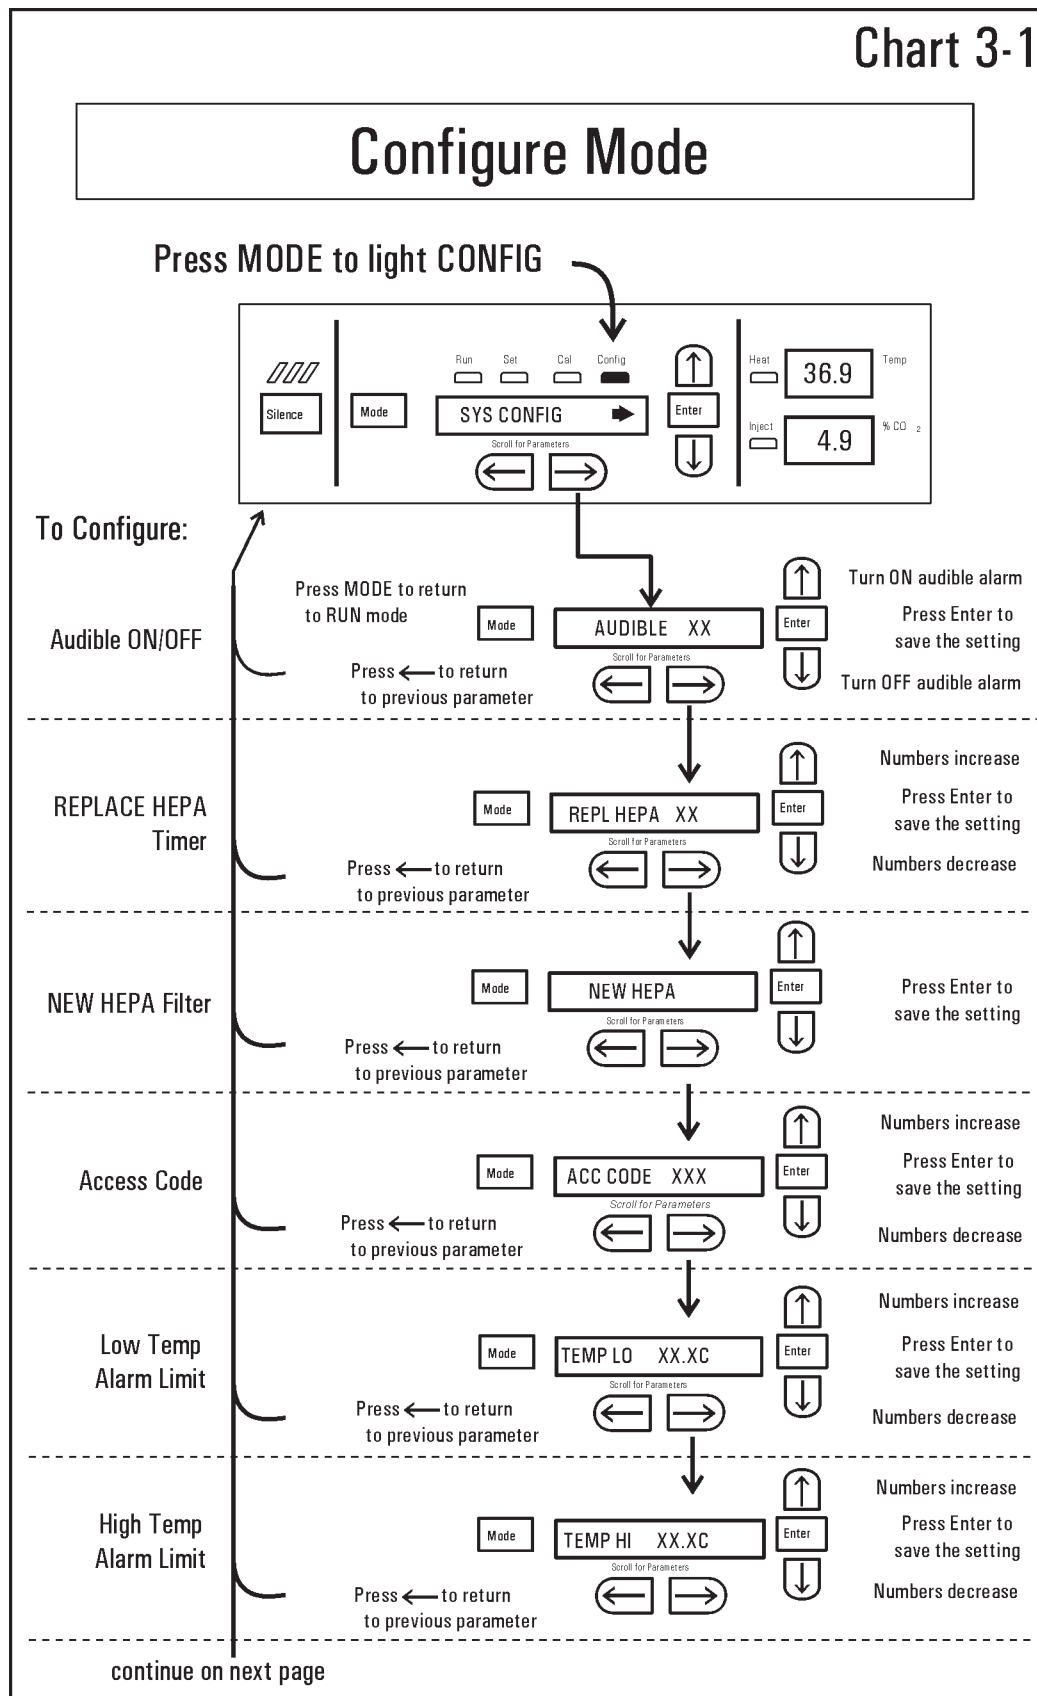 Chart 3-1
Configure Mode
Press MODE to light CONFIG
Run Set Cal Config
Silence
Mode
SYS CONFIG
Enter
Scroll for Parameters
Heat
36.9
Temp
Inject
4.9
% CO 2
To Configure:
Audible ON/OFF
Press MODE to return
to RUN mode
Mode
AUDIBLE XX
Scroll for Parameters
Enter
Turn ON audible alarm
Press Enter to
save the setting
Turn OFF audible alarm
Press ← to return
to previous parameter
REPLACE HEPA
Timer
Mode
REPL HEPA XX
Scroll for Parameters
Enter
Numbers increase
Press Enter to
save the setting
Numbers decrease
Press ← to return
to previous parameter
NEW HEPA Filter
Mode
NEW HEPA
Scroll for Parameters
Enter
Press Enter to
save the setting
Press ← to return
to previous parameter
Access Code
Mode
ACC CODE XXX
Scroll for Parameters
Enter
Numbers increase
Press Enter to
save the setting
Numbers decrease
Press ← to return
to previous parameter
Low Temp
Alarm Limit
Mode
TEMP LO XX.XC
Scroll for Parameters
Enter
Numbers increase
Press Enter to
save the setting
Numbers decrease
Press ← to return
to previous parameter
High Temp
Alarm Limit
Mode
TEMP HI XX.XC
Scroll for Parameters
Enter
Numbers increase
Press Enter to
save the setting
Numbers decrease
Press ← to return
to previous parameter
continue on next page